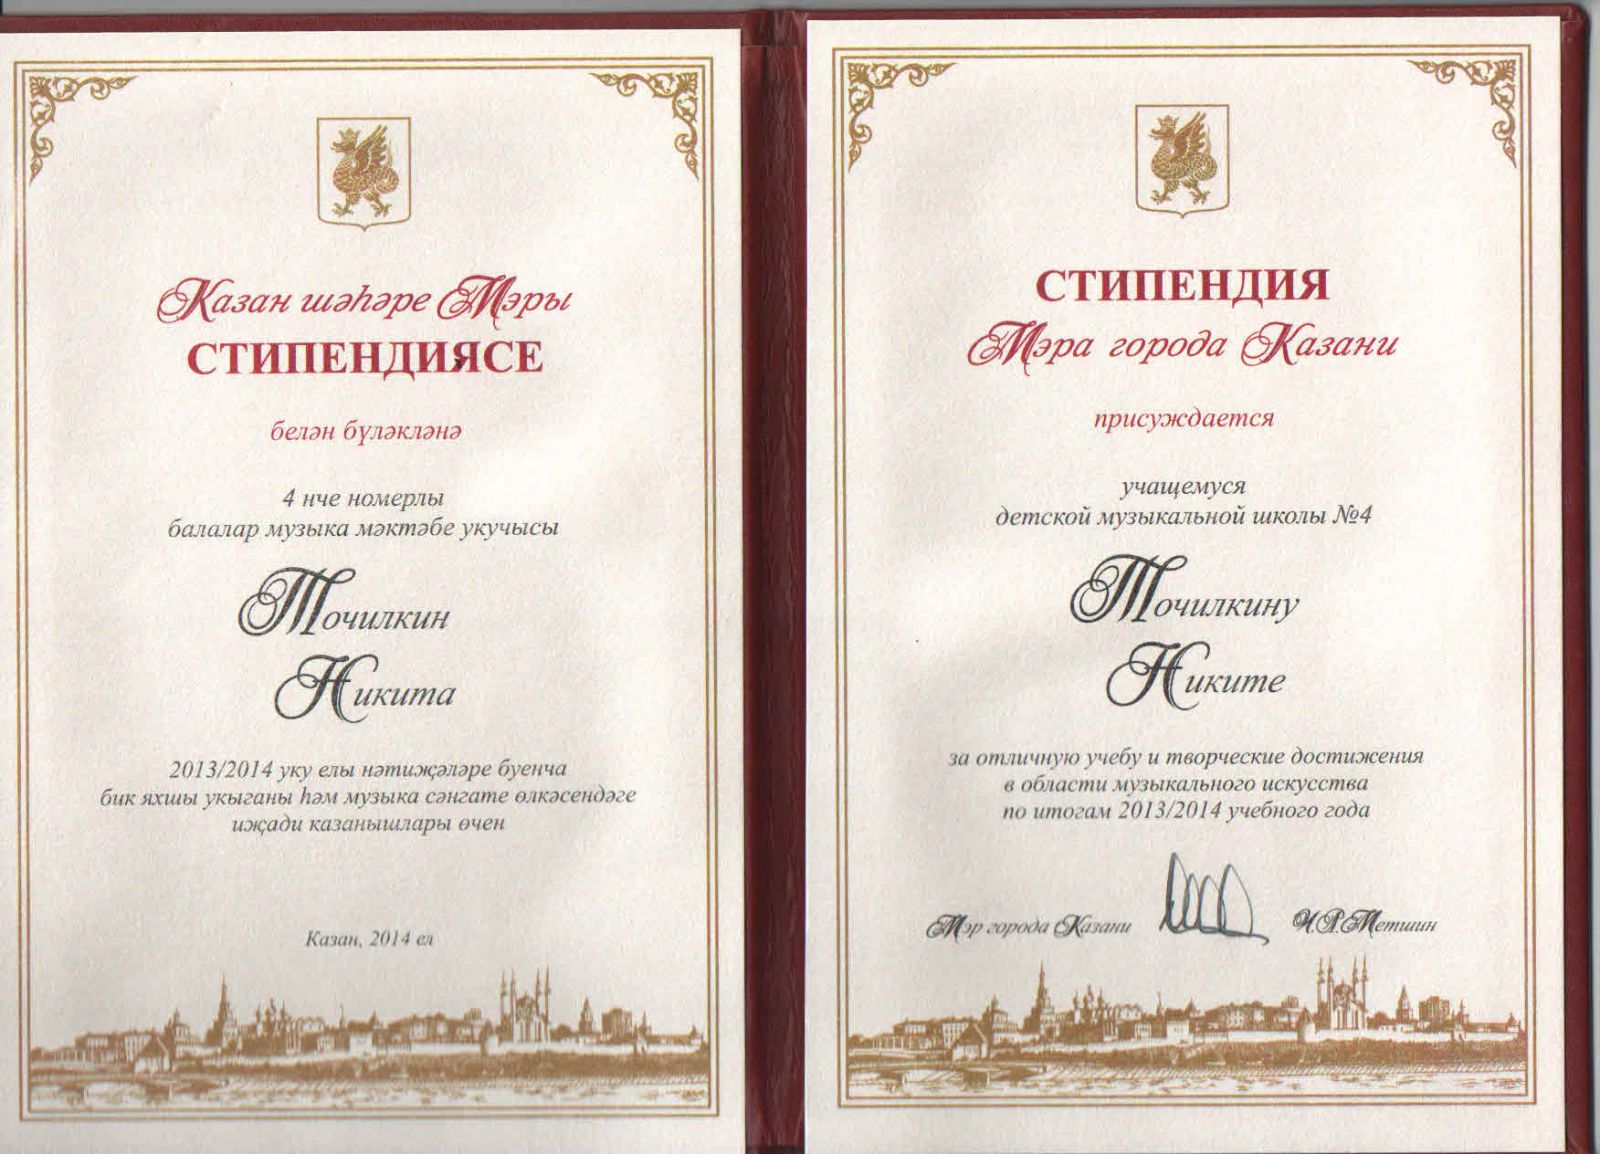 Казан шәһәре Мэры
СТИПЕНДИЯСЕ
белән бүләкләнә
4 нче номерлы
балалар музыка мәктәбе укучысы
Точилкин
Никита
2013/2014 уку елы нәтиҗәләре буенча
бик яхшы укыганы һәм музыка сәнгате өлкәсендәге
иҗади казанышлары өчен
Казан, 2014 ел
СТИПЕНДИЯ
Мэра города Казани
присуждается
учащемуся
детской музыкальной школы №4
Точилкину
Никите
за отличную учебу и творческие достижения
в области музыкального искусства
по итогам 2013/2014 учебного года
Мэр города Казани И.Р.Метшин